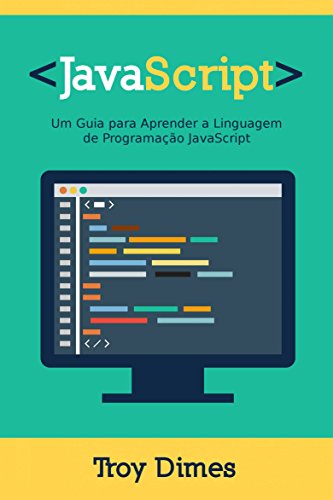 <JavaScript>
Um Guia para Aprender a Linguagem
de Programação JavaScript
< >
</>
Troy Dimes